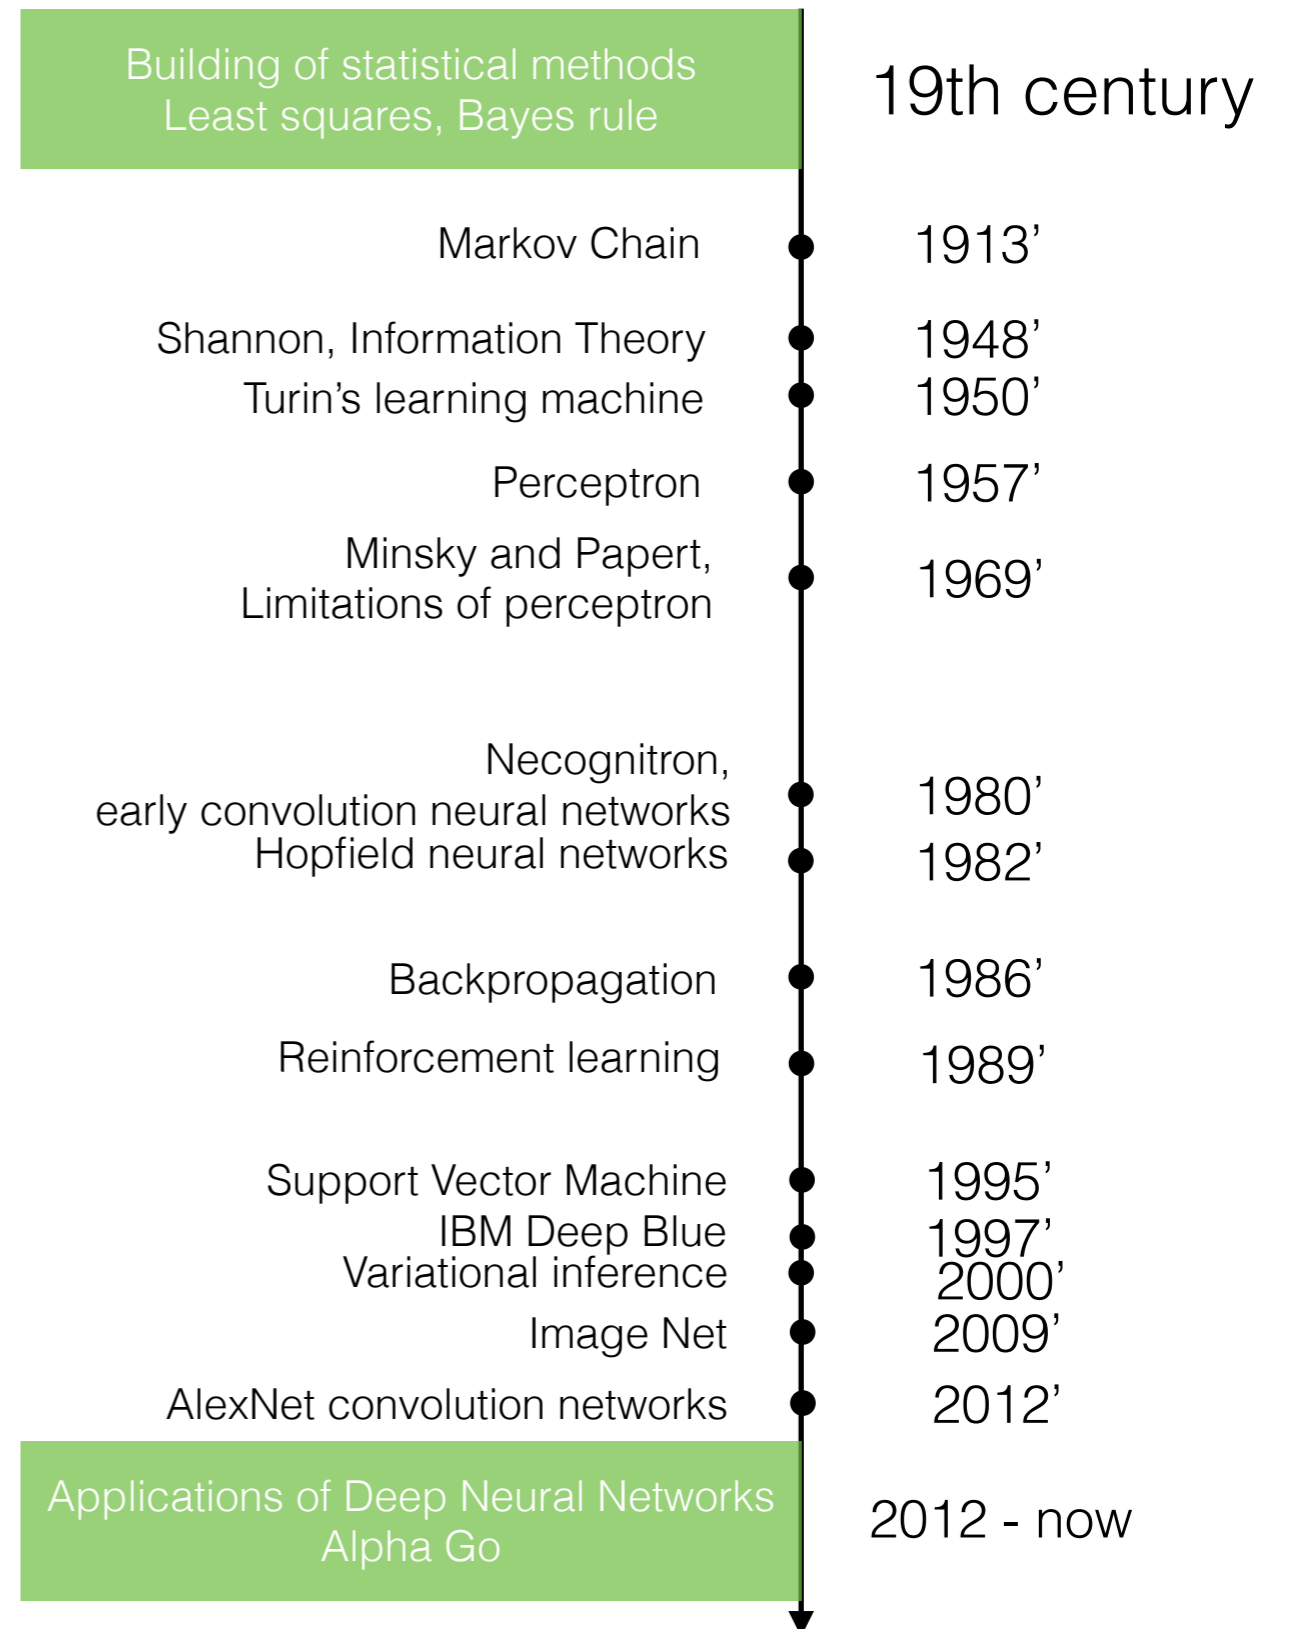 Building of statistical methods
Least squares, Bayes rule
19th century
Markov Chain
1913’
Shannon, Information Theory
1948’
Turin’s learning machine
1950’
Perceptron
1957’
Minsky and Papert,
Limitations of perceptron
1969’
Necognitron,
early convolution neural networks
1980’
Hopfield neural networks
1982’
Backpropagation
1986’
Reinforcement learning
1989’
Support Vector Machine
1995’
IBM Deep Blue
1997’
Variational inference
2000’
Image Net
2009’
AlexNet convolution networks
2012’
Applications of Deep Neural Networks
Alpha Go
2012 - now